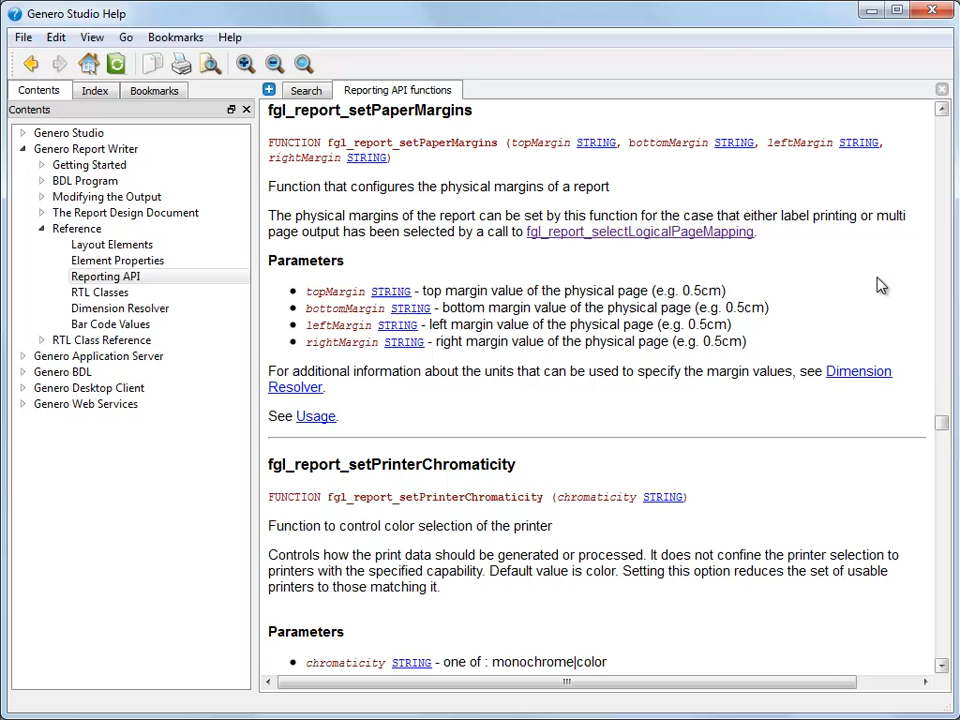 Genero Studio Help
File Edit View Go Bookmarks Help
Contents Index Bookmarks
Contents
Genero Studio
Genero Report Writer
Getting Started
BDL Program
Modifying the Output
The Report Design Document
Reference
Layout Elements
Element Properties
Reporting API
RTL Classes
Dimension Resolver
Bar Code Values
RTL Class Reference
Genero Application Server
Genero BDL
Genero Desktop Client
Genero Web Services
Search Reporting API functions
fgl_report_setPaperMargins
FUNCTION fgl_report_setPaperMargins (topMargin STRING, bottomMargin STRING, leftMargin STRING,
rightMargin STRING)
Function that configures the physical margins of a report
The physical margins of the report can be set by this function for the case that either label printing or multi
page output has been selected by a call to fgl_report_selectLogicalPageMapping.
Parameters
• topMargin STRING - top margin value of the physical page (e.g. 0.5cm)
• bottomMargin STRING - bottom margin value of the physical page (e.g. 0.5cm)
• leftMargin STRING - left margin value of the physical page (e.g. 0.5cm)
• rightMargin STRING - right margin value of the physical page (e.g. 0.5cm)
For additional information about the units that can be used to specify the margin values, see Dimension
Resolver.
See Usage.
fgl_report_setPrinterChromaticity
FUNCTION fgl_report_setPrinterChromaticity (chromaticity STRING)
Function to control color selection of the printer
Controls how the print data should be generated or processed. It does not confine the printer selection to
printers with the specified capability. Default value is color. Setting this option reduces the set of usable
printers to those matching it.
Parameters
• chromaticity STRING - one of : monochrome|color